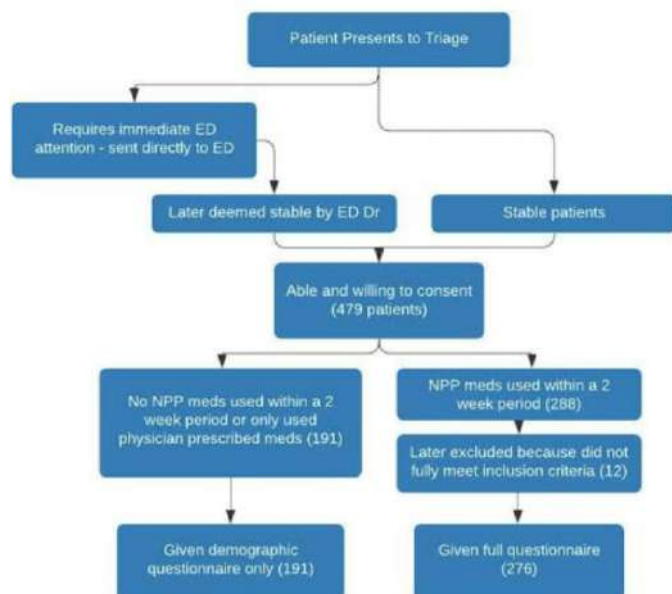 Patient Presents to Triage
Requires immediate ED
attention - sent directly to ED
Later deemed stable by ED Dr
Stable patients
Able and willing to consent
(479 patients)
No NPP meds used within a 2
week period or only used
physician prescribed meds (191)
NPP meds used within a 2
week period (288)
Later excluded because did not
fully meet inclusion criteria (12)
Given demographic
questionnaire only (191)
Given full questionnaire
(276)